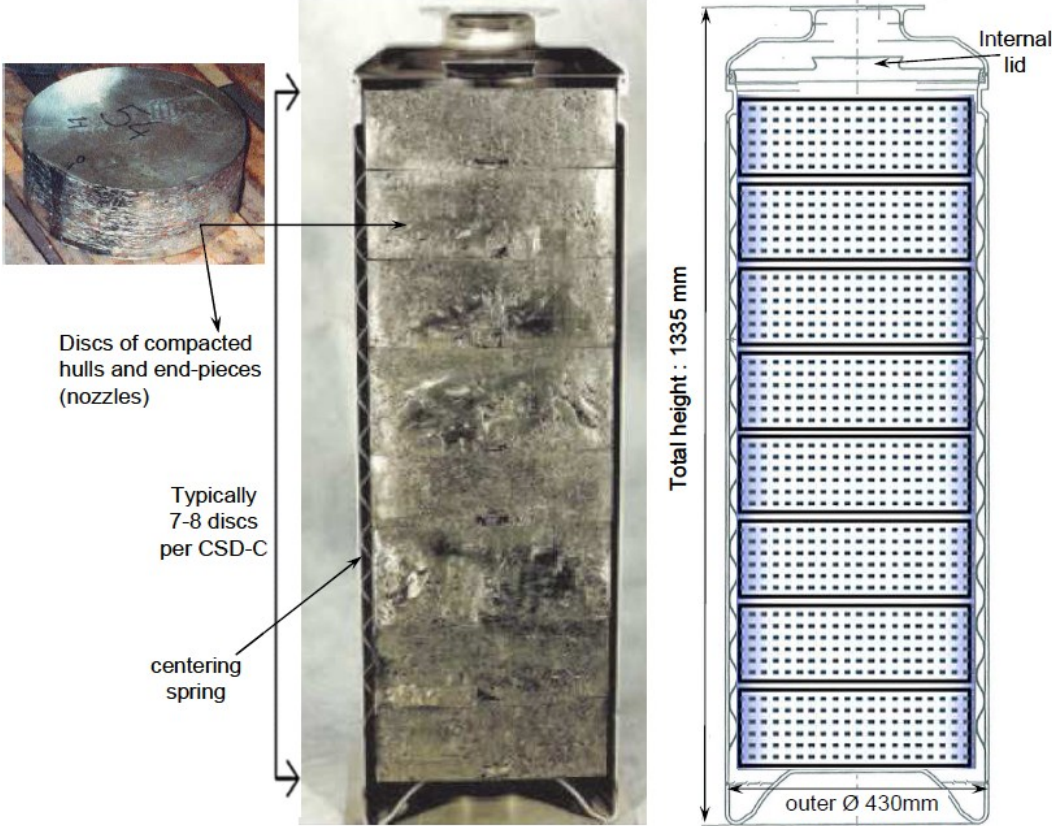 Internal
lid
Discs of compacted
hulls and end-pieces
(nozzles)
Total height : 1335 mm
Typically
7-8 discs
per CSD-C
centering
spring
outer Ø 430mm